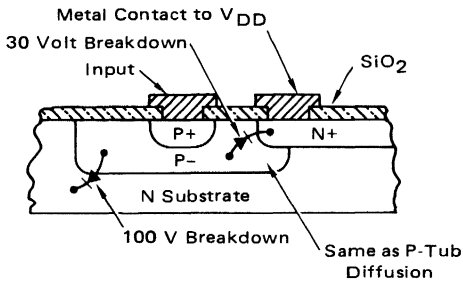 Metal Contact to VDD
30 Volt Breakdown
Input
SiO2
P+
N+
P-
N Substrate
100 V Breakdown
Same as P-Tub
Diffusion